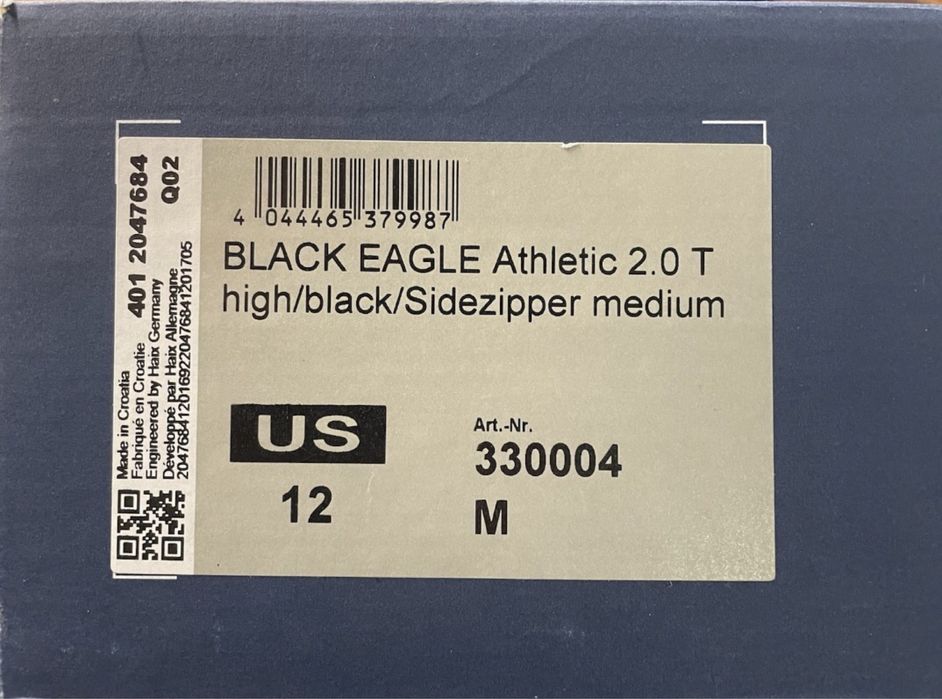 401 2047684
Q02
Made in Croatia
Fabriqué en Croatie
Engineered by Haix Germany
Développé par Haix Allemagne
2047684120169220476841201705
4 044465 379987
BLACK EAGLE Athletic 2.0 T
high/black/Sidezipper medium
US
12
Art.-Nr.
330004
M